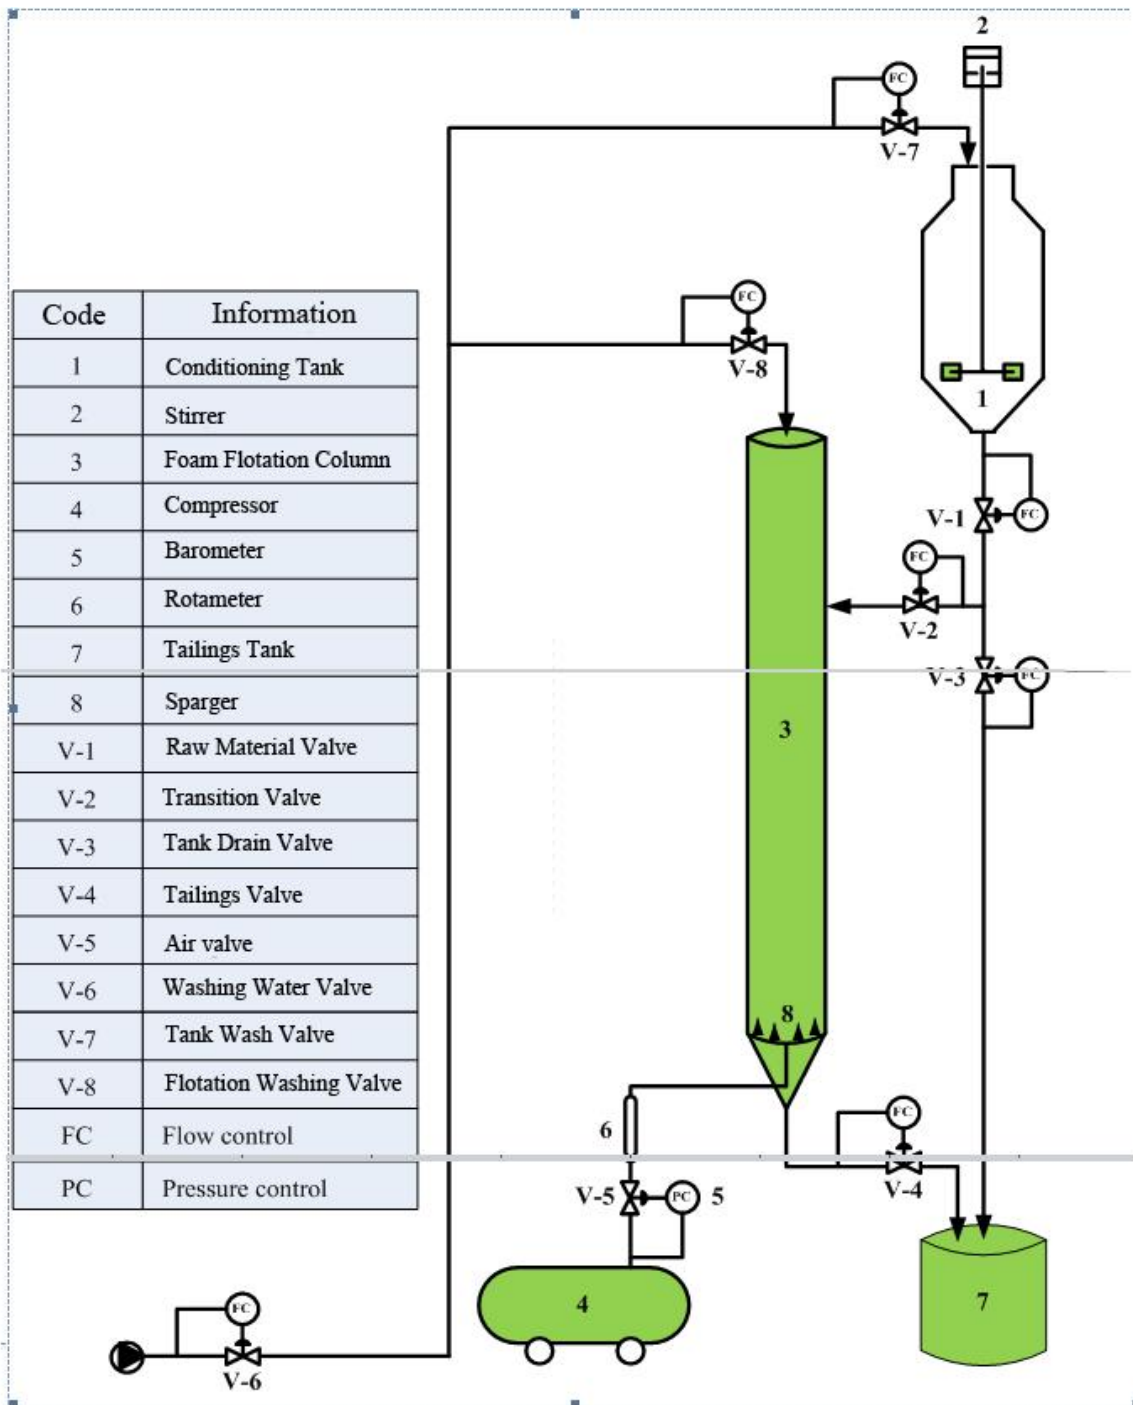 2
FC
V-7
Code Information
1 Conditioning Tank
2 Stirrer
3 Foam Flotation Column
4 Compressor
5 Barometer
6 Rotameter
7 Tailings Tank
8 Sparger
V-1 Raw Material Valve
V-2 Transition Valve
V-3 Tank Drain Valve
V-4 Tailings Valve
V-5 Air valve
V-6 Washing Water Valve
V-7 Tank Wash Valve
V-8 Flotation Washing Valve
FC Flow control
PC Pressure control
FC
V-8
1
V-1 FC
FC
V-2
V-3 FC
3
8
6
FC
V-4
V-5 PC 5
4
7
FC
V-6